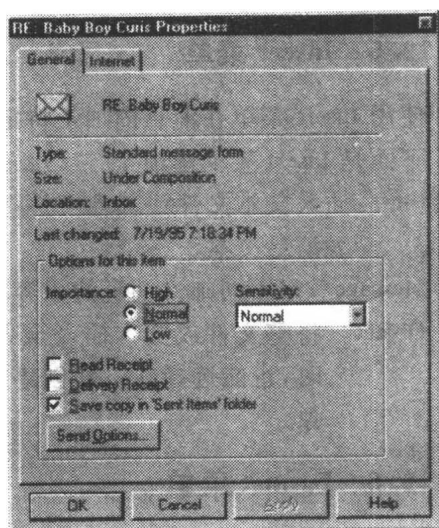 RE: Baby Boy Curis Properties
General Internet
RE: Baby Boy Curis
Type: Standard message form
Size: Under Composition
Location: Inbox
Last changed: 7/19/95 7:18:34 PM
Options for this item
Importance: High Sensitivity:
Normal Normal
Low
Read Receipt
Delivery Receipt
Save copy in 'Sent Items' folder
Send Options...
OK Cancel Apply Help